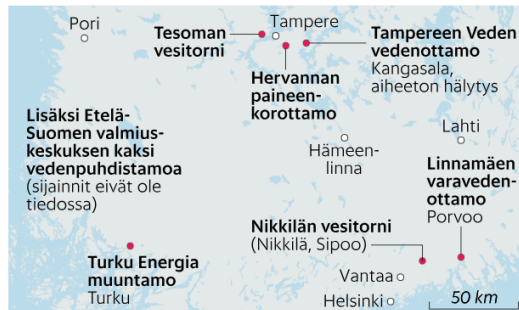 Pori
Tesoman
vesitorni
Tampere
Tampereen Veden
vedenottamo
Kangasala,
aiheeton hälytys
Hervannan
paineen-
korottamo
Lisäksi Etelä-
Suomen valmius-
keskuksen kaksi
vedenpuhdistamoa
(sijainnit eivät ole
tiedossa)
Hämeen-
linna
Lahti
Linnamäen
varaveden-
ottamo
Porvoo
Nikkilän vesitorni
(Nikkilä, Sipoo)
Turku Energia
muuntamo
Turku
Vantaa
Helsinki
50 km